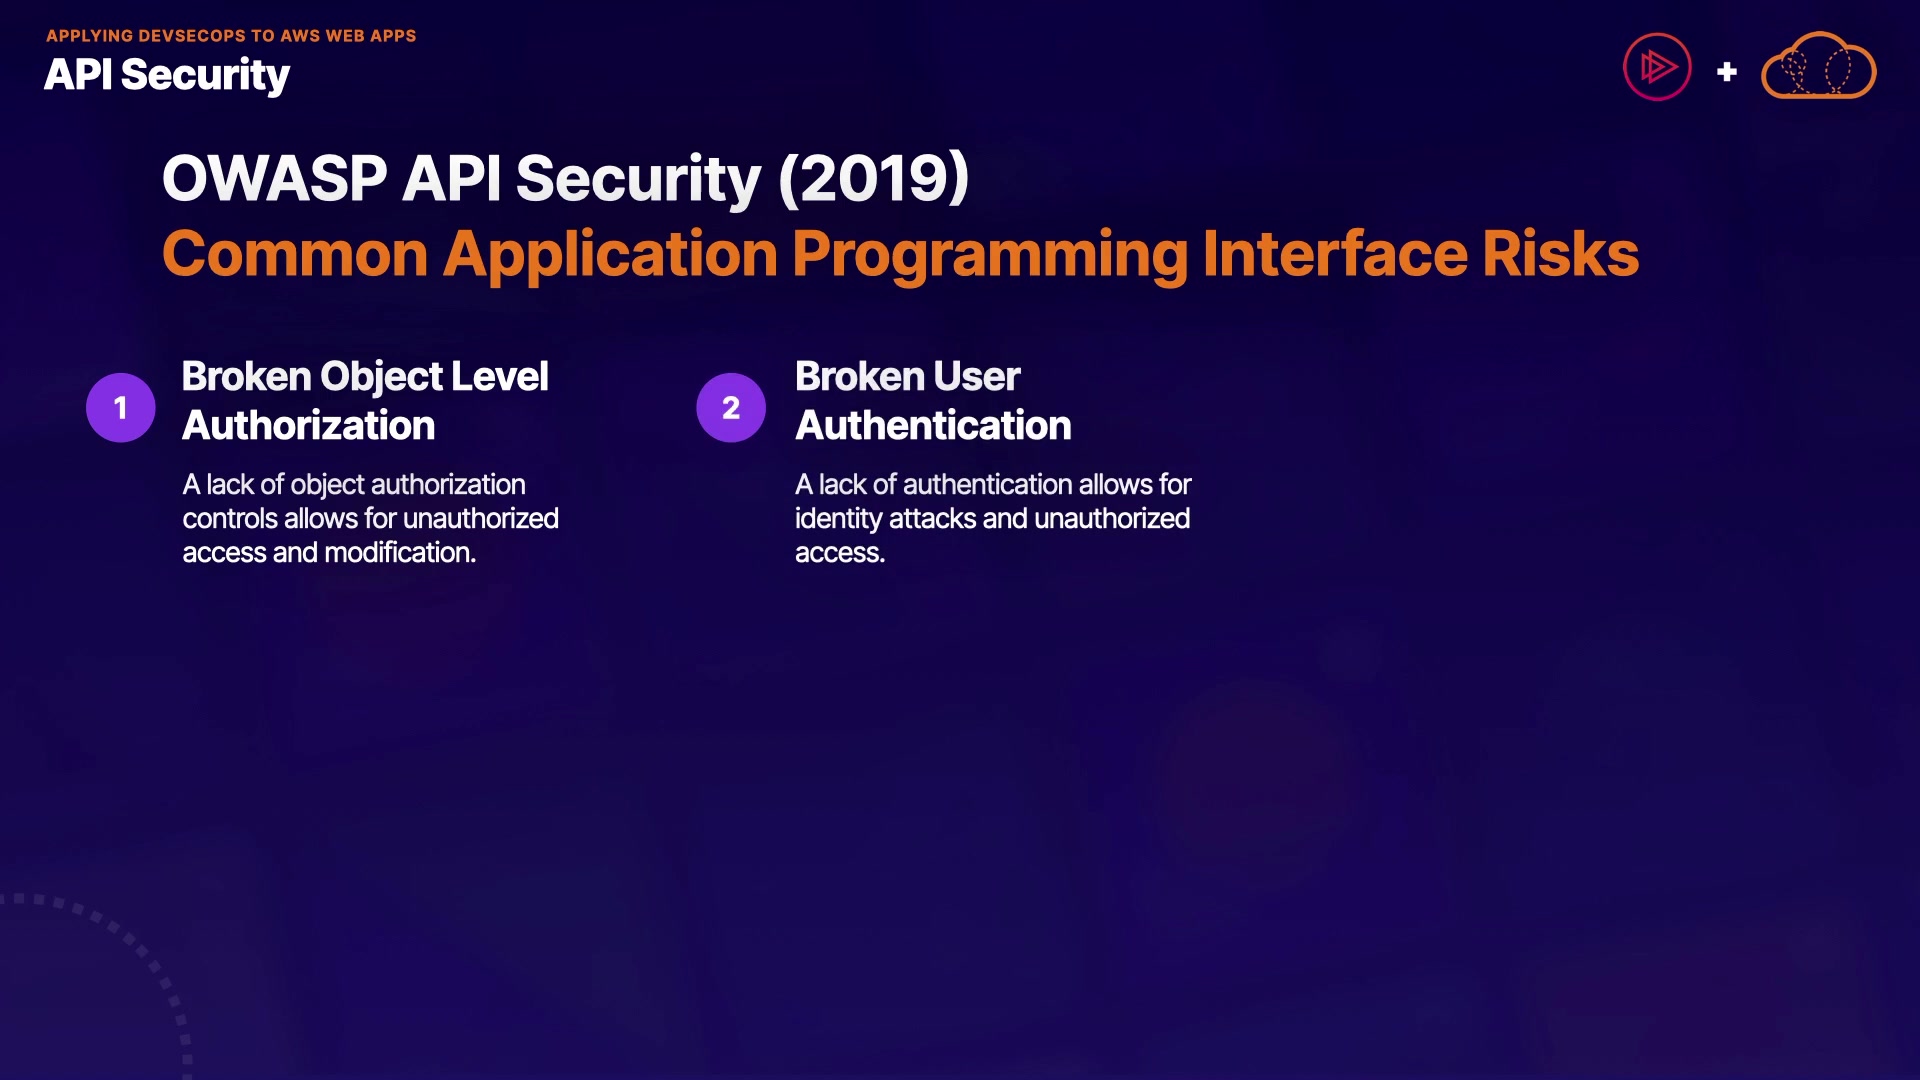 APPLYING DEVSECOPS TO AWS WEB APPS
API Security
OWASP API Security (2019)
Common Application Programming Interface Risks
1
Broken Object Level
Authorization
A lack of object authorization
controls allows for unauthorized
access and modification.
2
Broken User
Authentication
A lack of authentication allows for
identity attacks and unauthorized
access.